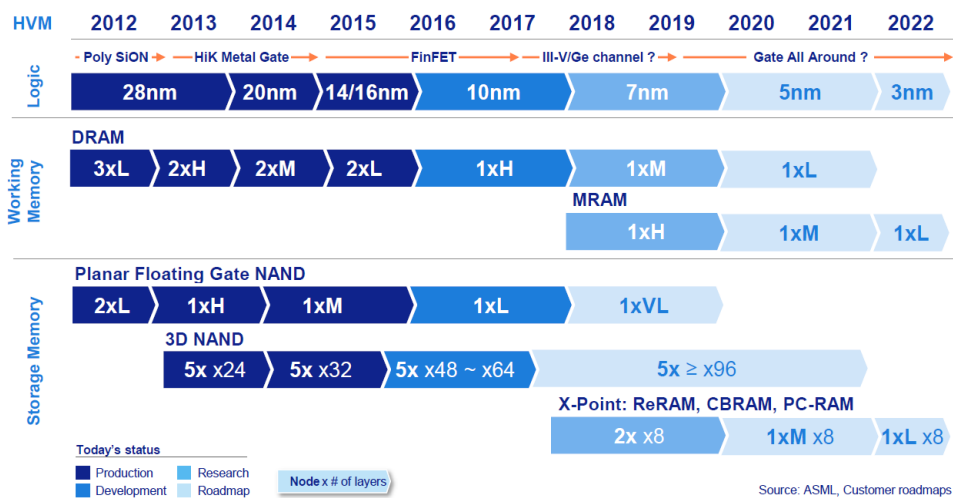 HVM 2012 2013 2014 2015 2016 2017 2018 2019 2020 2021 2022
Poly SiON HiK Metal Gate FinFET III-V/Ge channel ? Gate All Around ?
Logic
28nm 20nm 14/16nm 10nm 7nm 5nm 3nm
Working
Memory
DRAM
3xL 2xH 2xM 2xL 1xH 1xM 1xL
MRAM
1xH 1xM 1xL
Storage Memory
Planar Floating Gate NAND
2xL 1xH 1xM 1xL 1xVL
3D NAND
5x x24 5x x32 5x x48 ~ x64 5x ≥ x96
X-Point: ReRAM, CBRAM, PC-RAM
2x x8 1xM x8 1xL x8
Today's status
Production Research
Development Roadmap
Node x # of layers
Source: ASML, Customer roadmaps